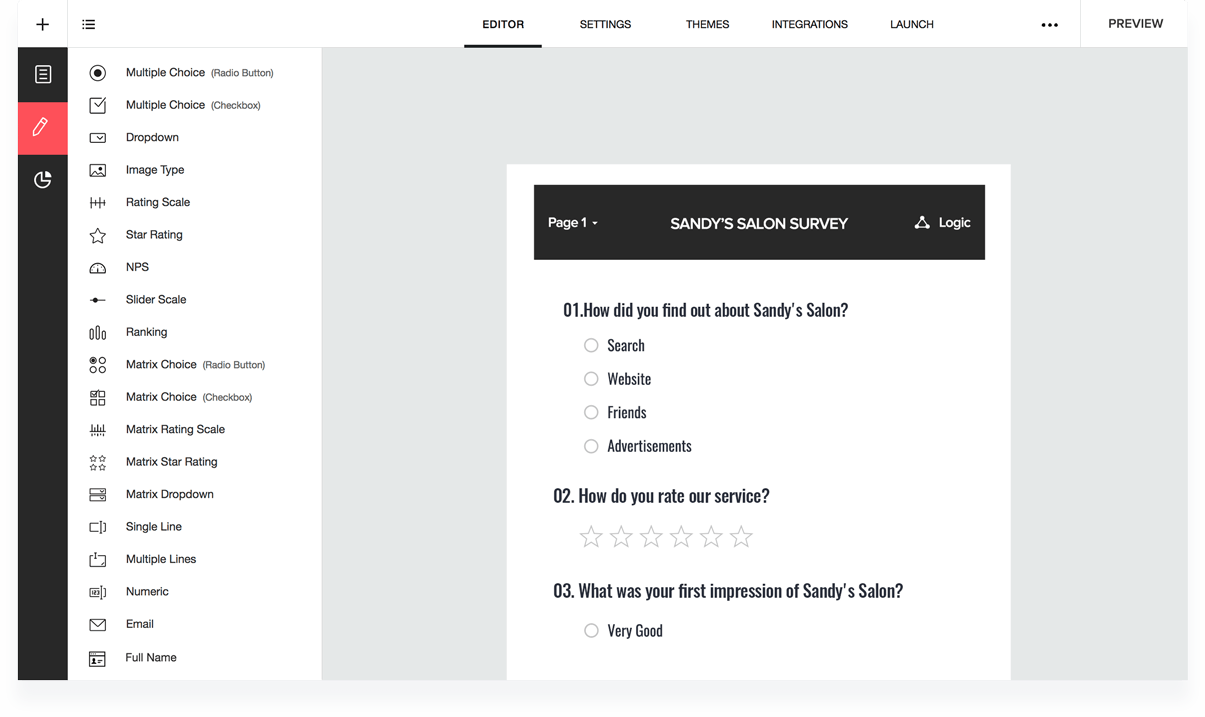 EDITOR SETTINGS THEMES INTEGRATIONS LAUNCH PREVIEW
Multiple Choice (Radio Button)
Multiple Choice (Checkbox)
Dropdown
Image Type
Rating Scale
Star Rating
NPS
Slider Scale
Ranking
Matrix Choice (Radio Button)
Matrix Choice (Checkbox)
Matrix Rating Scale
Matrix Star Rating
Matrix Dropdown
Single Line
Multiple Lines
Numeric
Email
Full Name
Page 1 SANDY'S SALON SURVEY Logic
01.How did you find out about Sandy's Salon?
Search
Website
Friends
Advertisements
02. How do you rate our service?
03. What was your first impression of Sandy's Salon?
Very Good